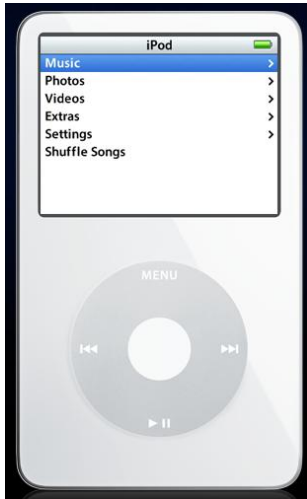 iPod
Music
Photos
Videos
Extras
Settings
Shuffle Songs
MENU